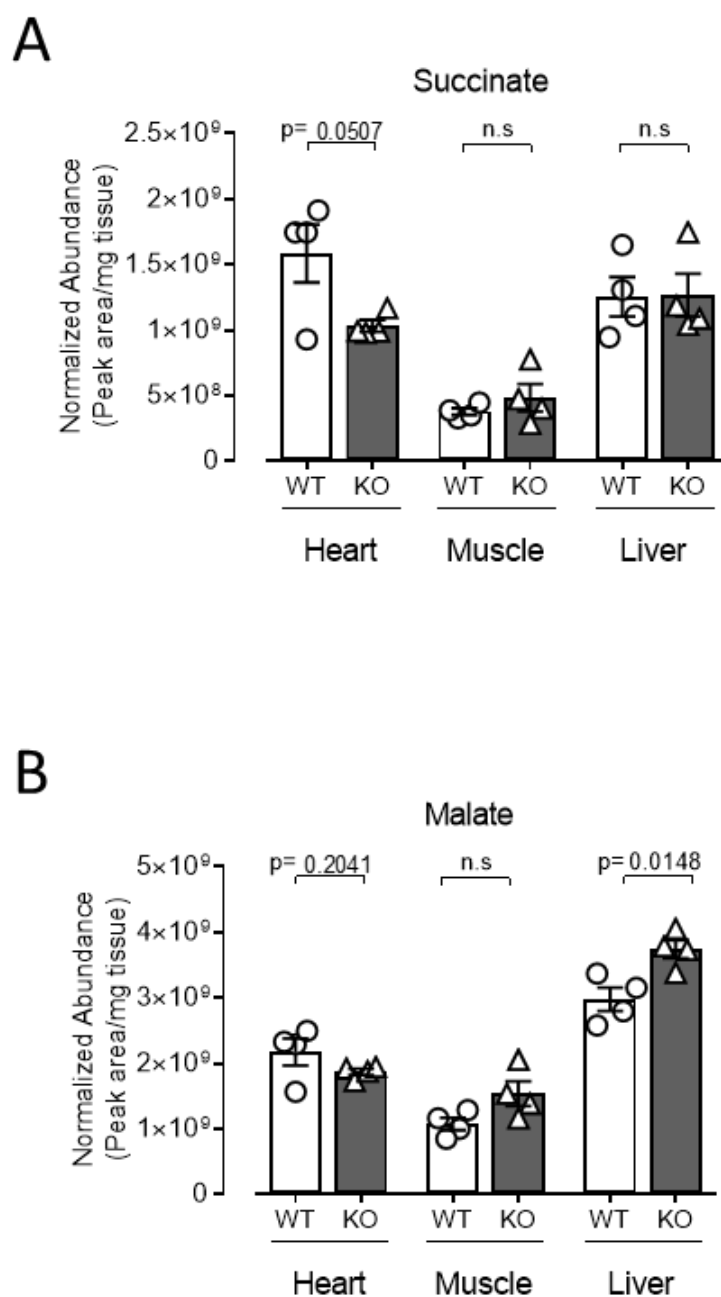 A
Succinate
Normalized Abundance
(Peak area/mg tissue)
2.5×10⁹
2×10⁹
1.5×10⁹
1×10⁹
5×10⁸
0
p= 0.0507
n.s
n.s
WT KO WT KO WT KO
Heart Muscle Liver
B
Malate
Normalized Abundance
(Peak area/mg tissue)
5×10⁹
4×10⁹
3×10⁹
2×10⁹
1×10⁹
0
p= 0.2041
n.s
p= 0.0148
WT KO WT KO WT KO
Heart Muscle Liver